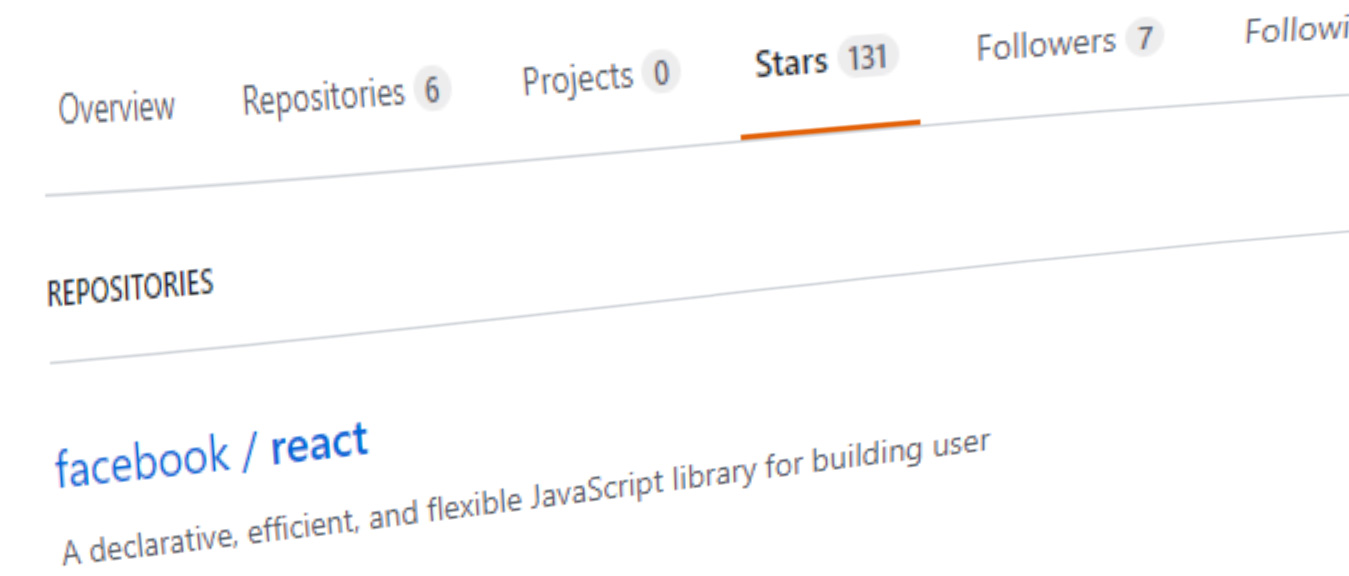 Overview Repositories 6 Projects 0 Stars 131 Followers 7 Followi
REPOSITORIES
facebook / react
A declarative, efficient, and flexible JavaScript library for building user